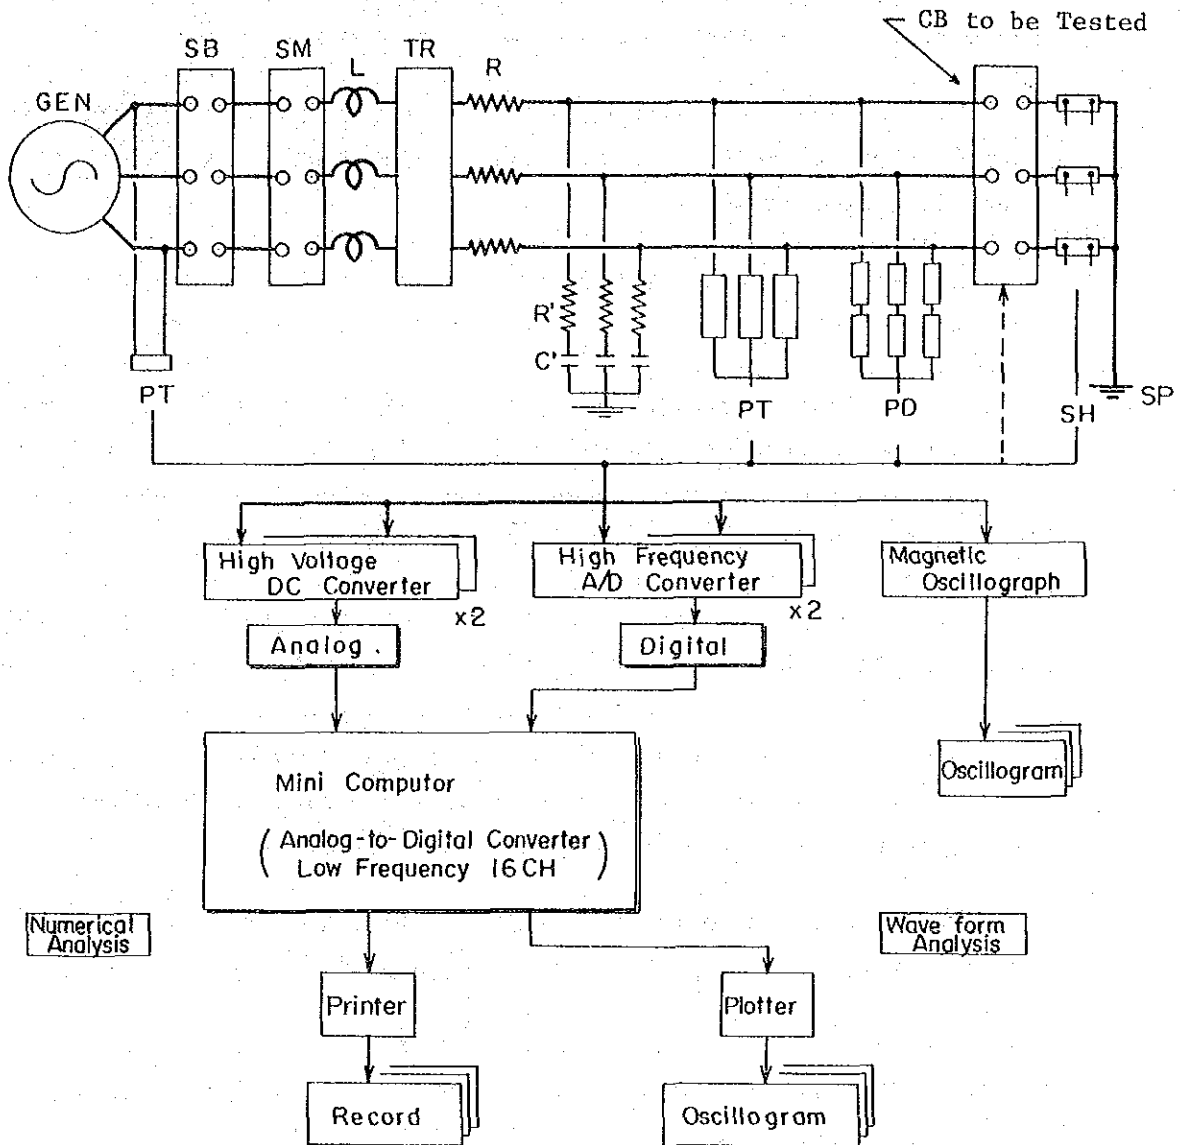 CB to be Tested
SB
SM
L
TR
R
GEN
R'
C'
PT
PT
PD
SH
SP
High Voltage
DC Converter
x2
High Frequency
A/D Converter
x2
Magnetic
Oscillograph
Analog .
Digital
Mini Computor
(Analog-to-Digital Converter
Low Frequency 16 CH)
Oscillogram
Numerical
Analysis
Wave form
Analysis
Printer
Plotter
Record
Oscillogram